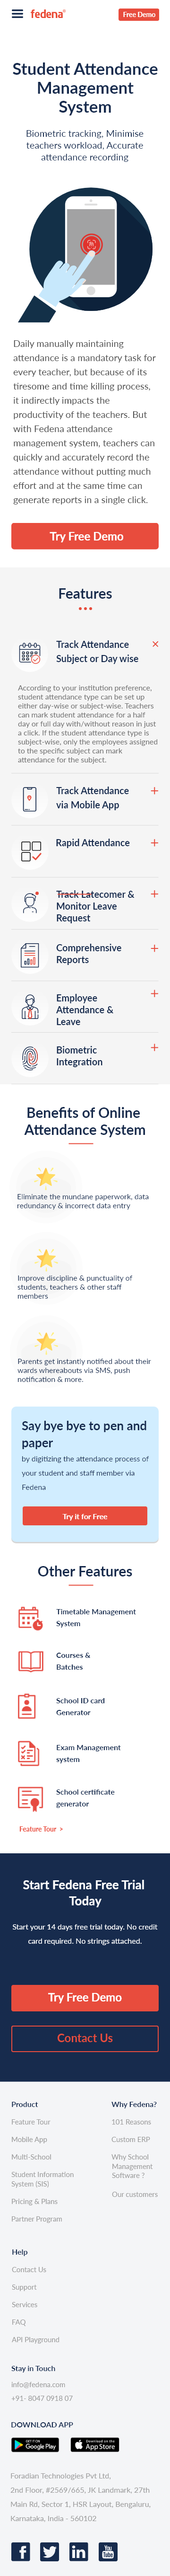 fedena
Free Demo
Student Attendance
Management
System
Biometric tracking, Minimise
teachers workload, Accurate
attendance recording
Daily manually maintaining
attendance is a mandatory task for
every teacher, but because of its
tiresome and time killing process,
it indirectly impacts the
productivity of the teachers. But
with Fedena attendance
management system, teachers can
quickly and accurately record the
attendance without putting much
effort and at the same time can
generate reports in a single click.
Try Free Demo
Features
Track Attendance
Subject or Day wise
According to your institution preference,
student attendance type can be set up
either day-wise or subject-wise. Teachers
can mark student attendance for a half
day or full day with/without reason in just
a click. If the student attendance type is
subject-wise, only the employees assigned
to the specific subject can mark
attendance for the subject.
Track Attendance
via Mobile App
Rapid Attendance
Track Latecomer &
Monitor Leave
Request
Comprehensive
Reports
Employee
Attendance &
Leave
Biometric
Integration
Benefits of Online
Attendance System
Eliminate the mundane paperwork, data
redundancy & incorrect data entry
Improve discipline & punctuality of
students, teachers & other staff
members
Parents get instantly notified about their
wards whereabouts via SMS, push
notification & more.
Say bye bye to pen and
paper
by digitizing the attendance process of
your student and staff member via
Fedena
Try it for Free
Other Features
Timetable Management
System
Courses &
Batches
School ID card
Generator
Exam Management
system
School certificate
generator
Feature Tour >
Start Fedena Free Trial
Today
Start your 14 days free trial today. No credit
card required. No strings attached.
Try Free Demo
Contact Us
Product
Feature Tour
Mobile App
Multi-School
Student Information
System (SIS)
Pricing & Plans
Partner Program
Why Fedena?
101 Reasons
Custom ERP
Why School
Management
Software ?
Our customers
Help
Contact Us
Support
Services
FAQ
API Playground
Stay in Touch
info@fedena.com
+91- 8047 0918 07
DOWNLOAD APP
GET IT ON
Google Play
Download on the
App Store
Foradian Technologies Pvt Ltd,
2nd Floor, #2569/665, JK Landmark, 27th
Main Rd, Sector 1, HSR Layout, Bengaluru,
Karnataka, India - 560102
You
Tube